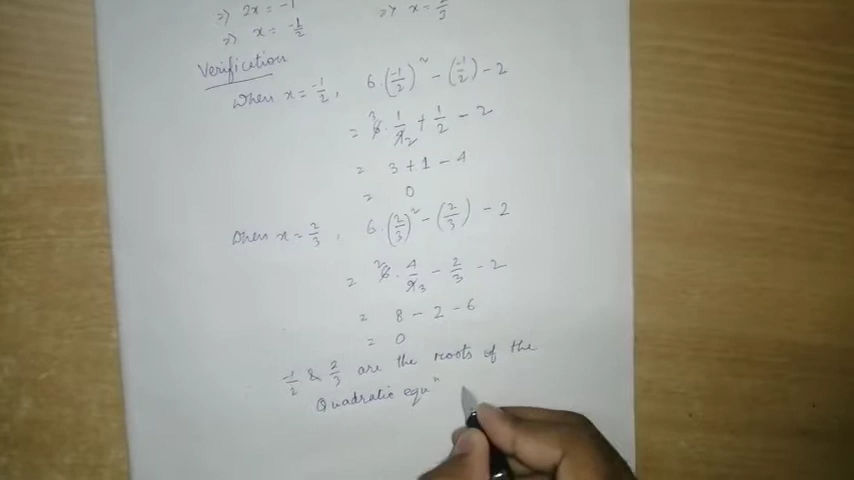 ⇒ 2x = -1 ⇒ x = 2/3
⇒ x = -1/2
Verification
When x = -1/2, 6·(-1/2)² - (-1/2) - 2
= 6·1/4 + 1/2 - 2
= 3 + 1 - 4
= 0
When x = 2/3, 6·(2/3)² - (2/3) - 2
= 6·4/9 - 2/3 - 2
= 8 - 2 - 6
= 0
-1/2 & 2/3 are the roots of the
Quadratic equⁿ